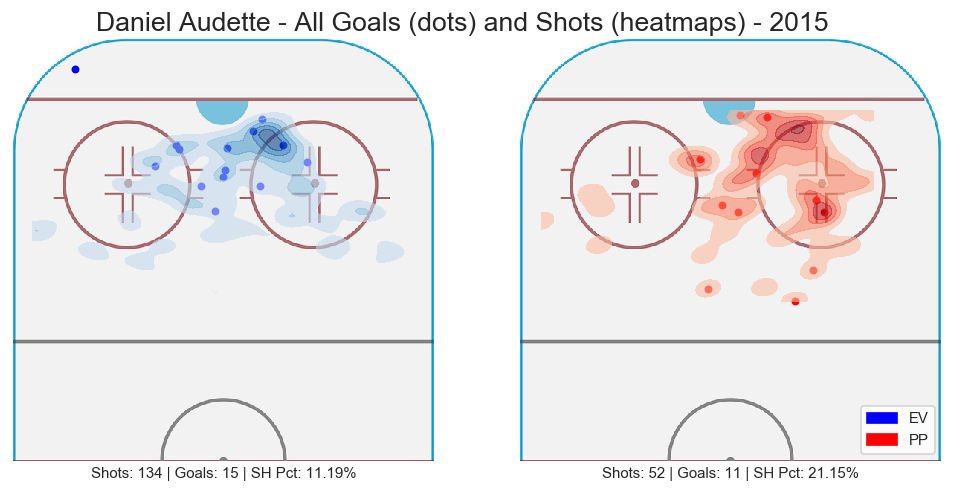 Daniel Audette - All Goals (dots) and Shots (heatmaps) - 2015
EV
PP
Shots: 134 | Goals: 15 | SH Pct: 11.19%
Shots: 52 | Goals: 11 | SH Pct: 21.15%